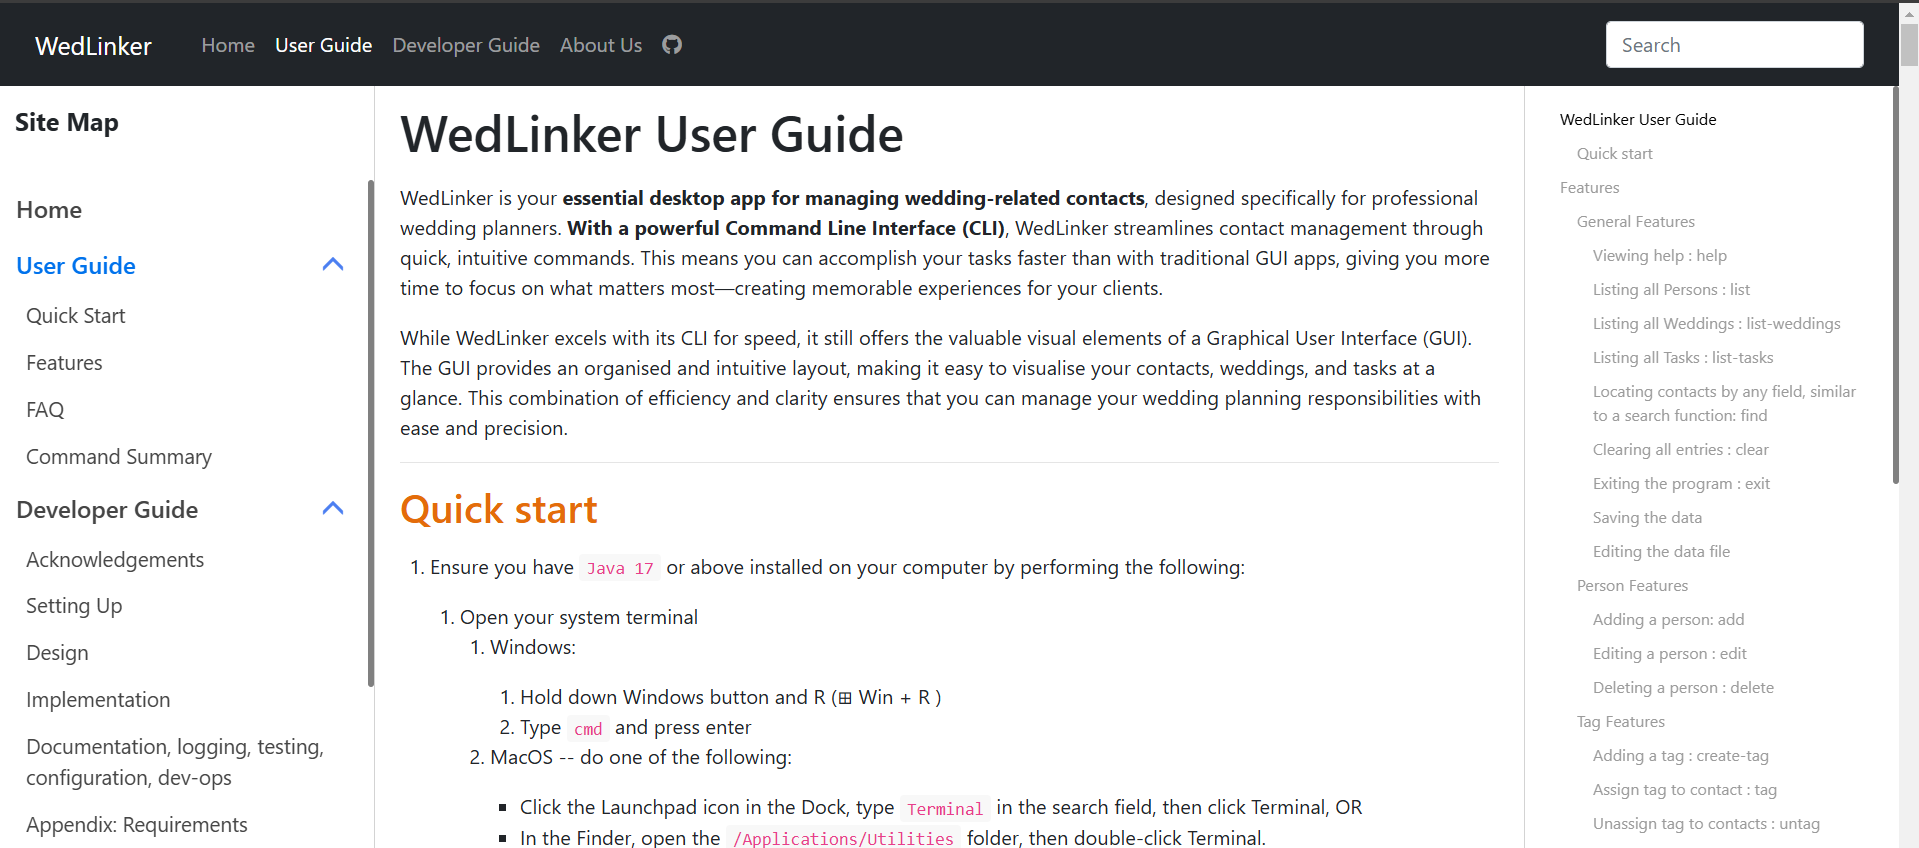 WedLinker
Home
User Guide
Developer Guide
About Us
Search
Site Map
Home
User Guide
Quick Start
Features
FAQ
Command Summary
Developer Guide
Acknowledgements
Setting Up
Design
Implementation
Documentation, logging, testing,
configuration, dev-ops
Appendix: Requirements
WedLinker User Guide
WedLinker is your essential desktop app for managing wedding-related contacts, designed specifically for professional
wedding planners. With a powerful Command Line Interface (CLI), WedLinker streamlines contact management through
quick, intuitive commands. This means you can accomplish your tasks faster than with traditional GUI apps, giving you more
time to focus on what matters most—creating memorable experiences for your clients.
While WedLinker excels with its CLI for speed, it still offers the valuable visual elements of a Graphical User Interface (GUI).
The GUI provides an organised and intuitive layout, making it easy to visualise your contacts, weddings, and tasks at a
glance. This combination of efficiency and clarity ensures that you can manage your wedding planning responsibilities with
ease and precision.
Quick start
1. Ensure you have Java 17 or above installed on your computer by performing the following:
1. Open your system terminal
1. Windows:
1. Hold down Windows button and R (⊞ Win + R )
2. Type cmd and press enter
2. MacOS -- do one of the following:
▪ Click the Launchpad icon in the Dock, type Terminal in the search field, then click Terminal, OR
▪ In the Finder, open the /Applications/Utilities folder, then double-click Terminal.
WedLinker User Guide
Quick start
Features
General Features
Viewing help : help
Listing all Persons : list
Listing all Weddings : list-weddings
Listing all Tasks : list-tasks
Locating contacts by any field, similar
to a search function: find
Clearing all entries : clear
Exiting the program : exit
Saving the data
Editing the data file
Person Features
Adding a person: add
Editing a person : edit
Deleting a person : delete
Tag Features
Adding a tag : create-tag
Assign tag to contact : tag
Unassign tag to contacts : untag